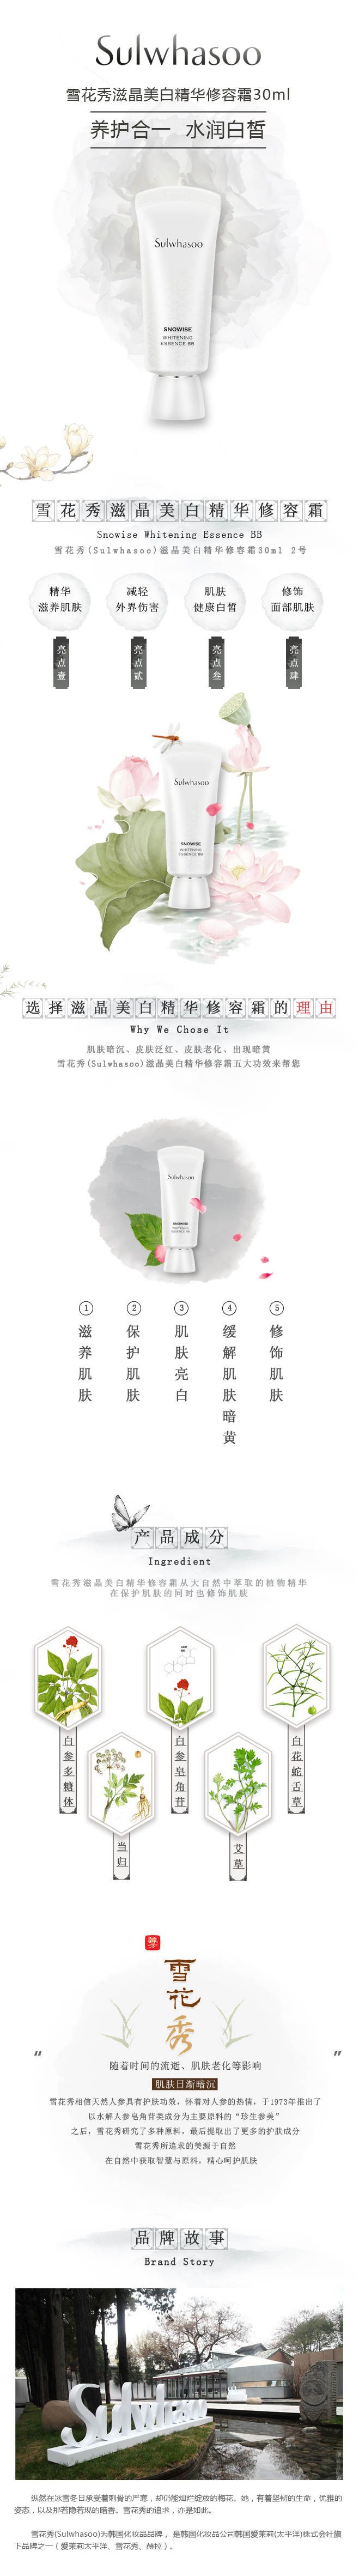 Sulwhasoo
雪花秀滋晶美白精华修容霜30ml
养护合一 水润白皙
Sulwhasoo
SNOWISE
WHITENING
ESSENCE BB
雪花秀滋晶美白精华修容霜
Snowise Whitening Essence BB
雪花秀(Sulwhasoo)滋晶美白精华修容霜30ml 2号
精华
滋养肌肤
减轻
外界伤害
肌肤
健康白皙
修饰
面部肌肤
亮点壹
亮点贰
亮点叁
亮点肆
Sulwhasoo
SNOWISE
WHITENING
ESSENCE BB
选择滋晶美白精华修容霜的理由
Why We Chose It
肌肤暗沉、皮肤泛红、皮肤老化、出现暗黄
雪花秀(Sulwhasoo)滋晶美白精华修容霜五大功效来帮您
Sulwhasoo
SNOWISE
WHITENING
ESSENCE BB
1 滋养肌肤
2 保护肌肤
3 肌肤亮白
4 缓解肌肤暗黄
5 修饰肌肤
产品成分
Ingredient
雪花秀滋晶美白精华修容霜从大自然中萃取的植物精华
在保护肌肤的同时也修饰肌肤
白参多糖体
白参皂角苷
白花蛇舌草
当归
艾草
雪花秀
“ ”
随着时间的流逝、肌肤老化等影响
肌肤日渐暗沉
雪花秀相信天然人参具有护肤功效，怀着对人参的热情，于1973年推出了
以水解人参皂角苷类成分为主要原料的“珍生参美”
之后，雪花秀研究了多种原料，最后提取出了更多的护肤成分
雪花秀所追求的美源于自然
在自然中获取智慧与原料，精心呵护肌肤
品牌故事
Brand Story
Sulwhasoo
纵然在冰雪冬日承受着刺骨的严寒，却仍能灿烂绽放的梅花。她，有着坚韧的生命，优雅的
姿态，以及那若隐若现的暗香。雪花秀的追求，亦是如此。
雪花秀(Sulwhasoo)为韩国化妆品品牌， 是韩国化妆品公司韩国爱茉莉(太平洋)株式会社旗
下品牌之一（爱茉莉太平洋、雪花秀、赫拉）。